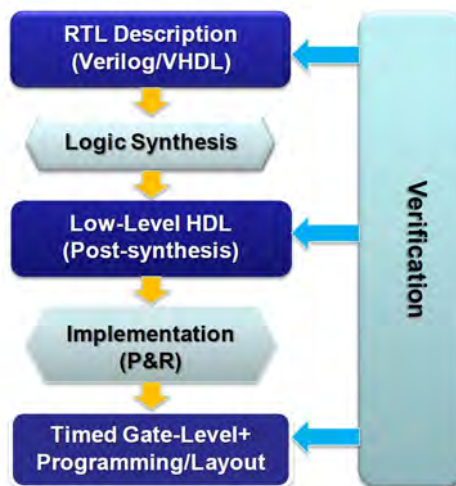 RTL Description
(Verilog/VHDL)
Logic Synthesis
Low-Level HDL
(Post-synthesis)
Implementation
(P&R)
Timed Gate-Level+
Programming/Layout
Verification